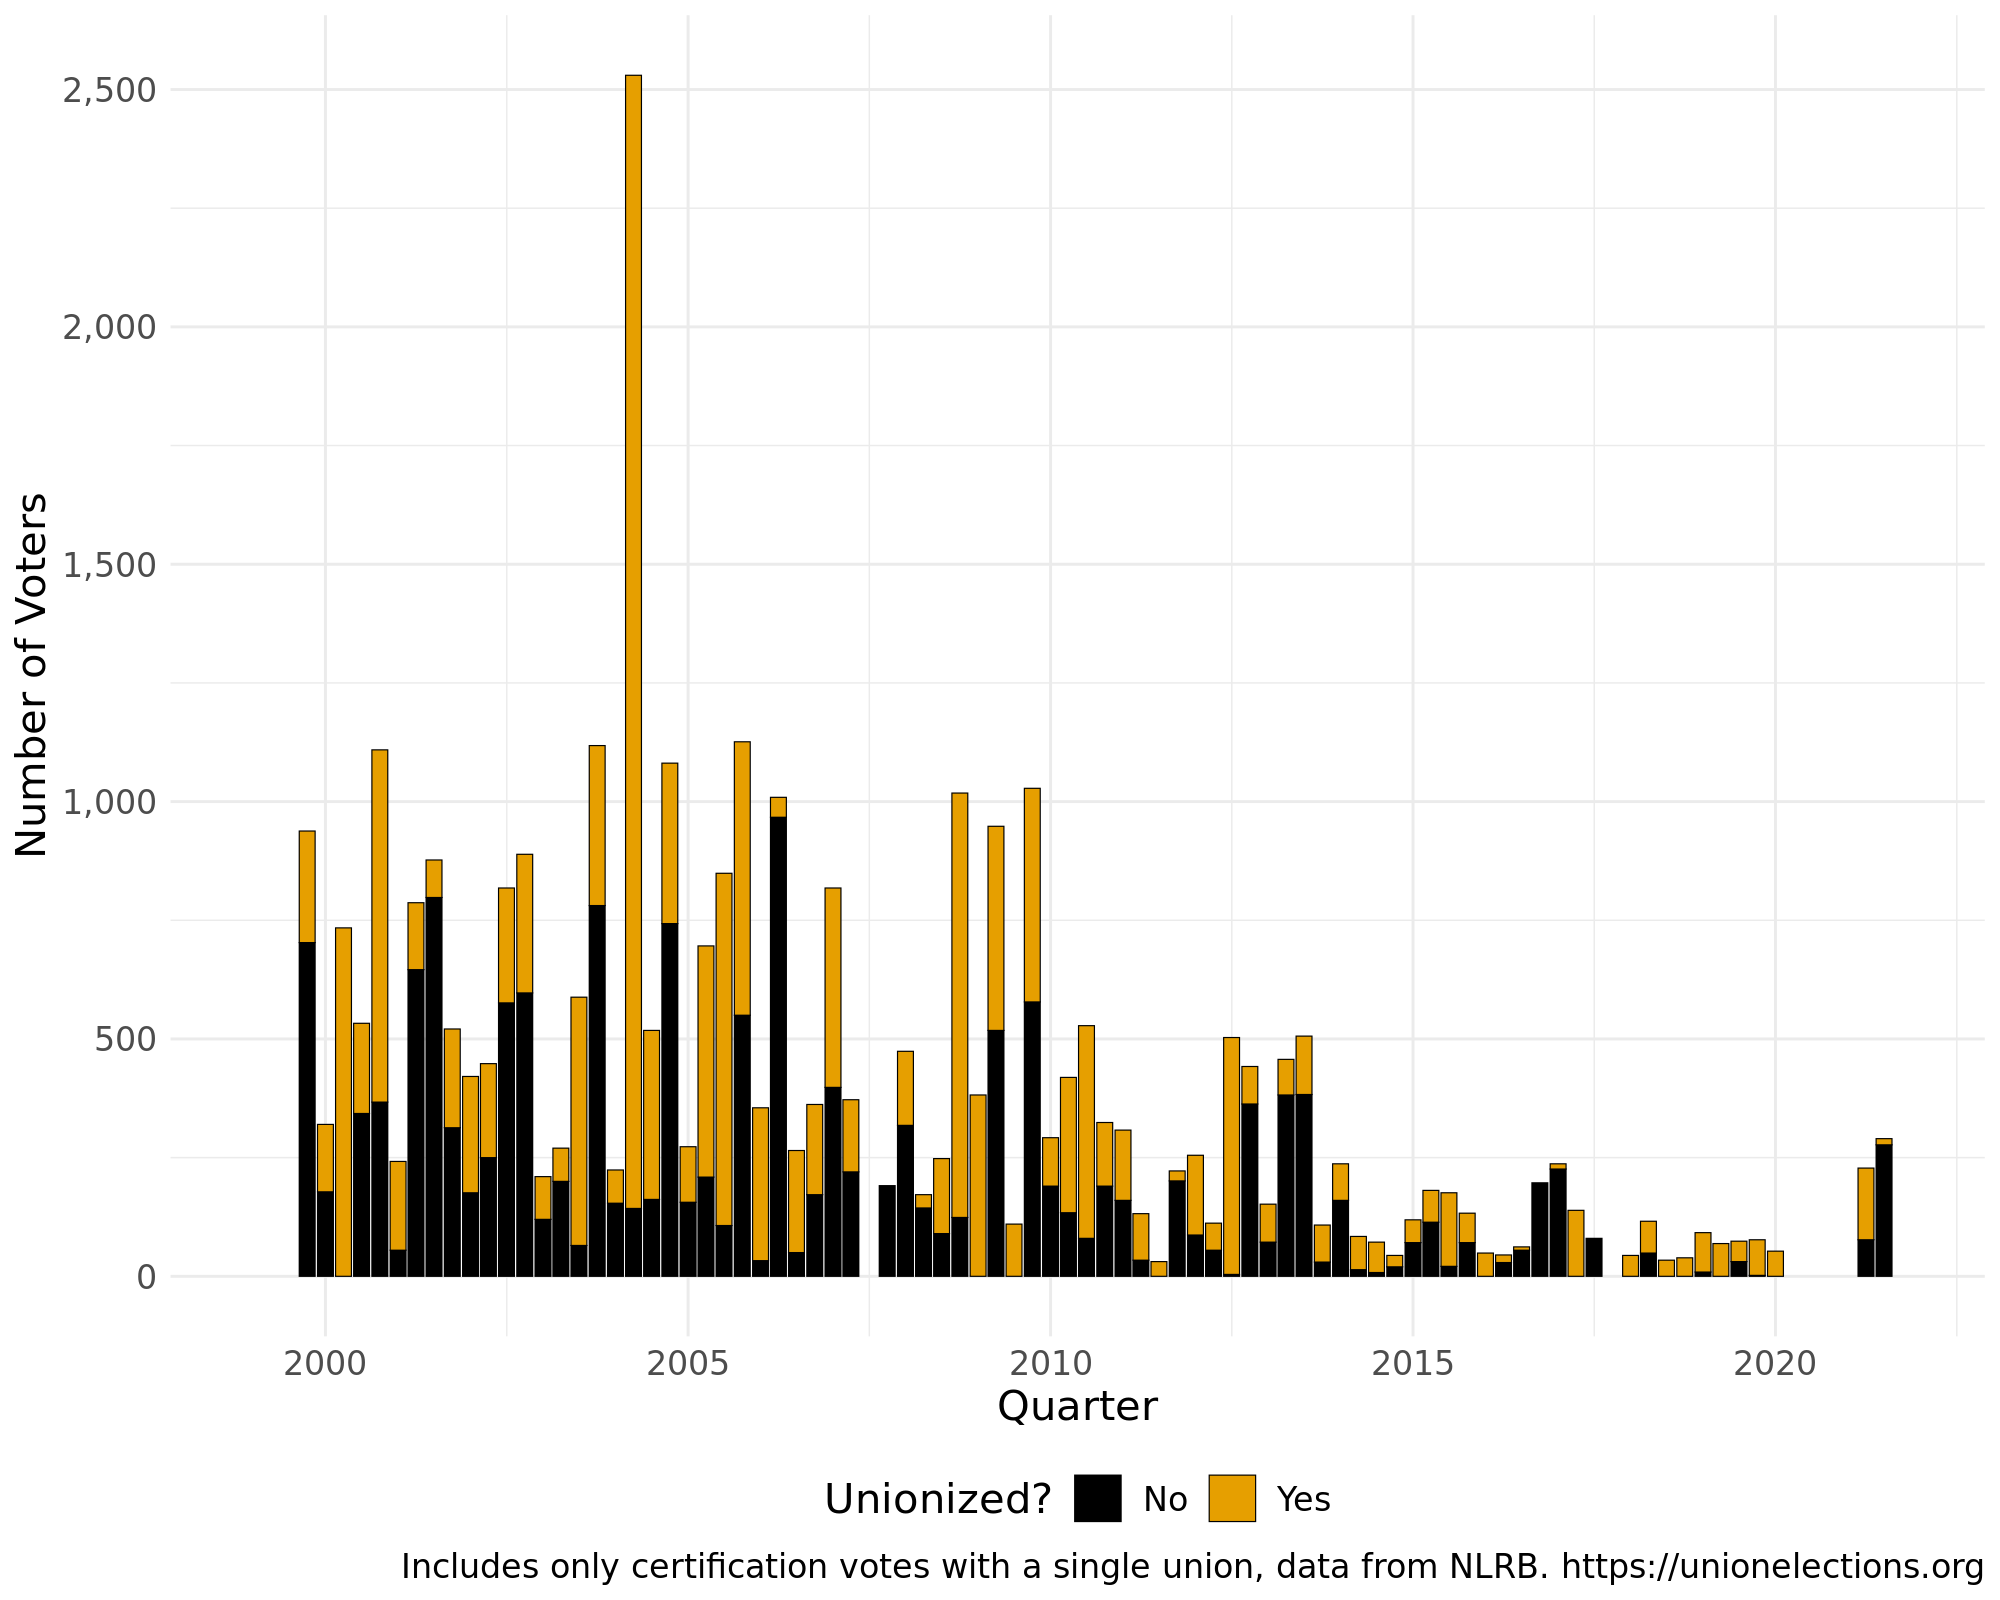 2,500
2,000
1,500
1,000
500
0
Number of Voters
2000 2005 2010 2015 2020
Quarter
Unionized? No Yes
Includes only certification votes with a single union, data from NLRB. https://unionelections.org